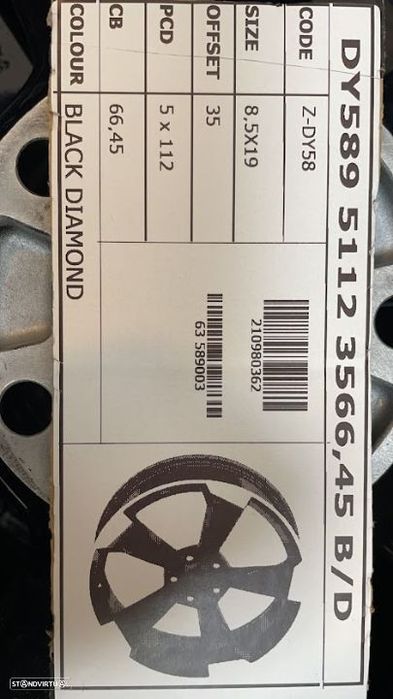 DY589 5112 3566,45 B/D
CODE Z-DY58
SIZE 8,5X19
OFFSET 35
PCD 5 x 112
CB 66,45
COLOUR BLACK DIAMOND
210980362
63 589003
STANDVIRTUAL